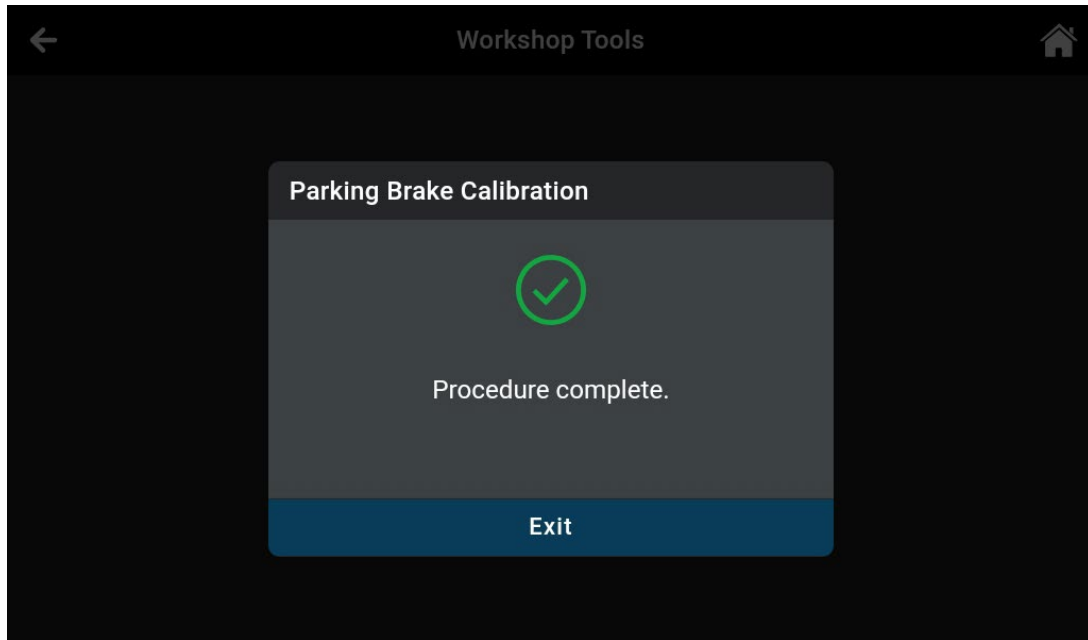 Workshop Tools
Parking Brake Calibration
Procedure complete.
Exit